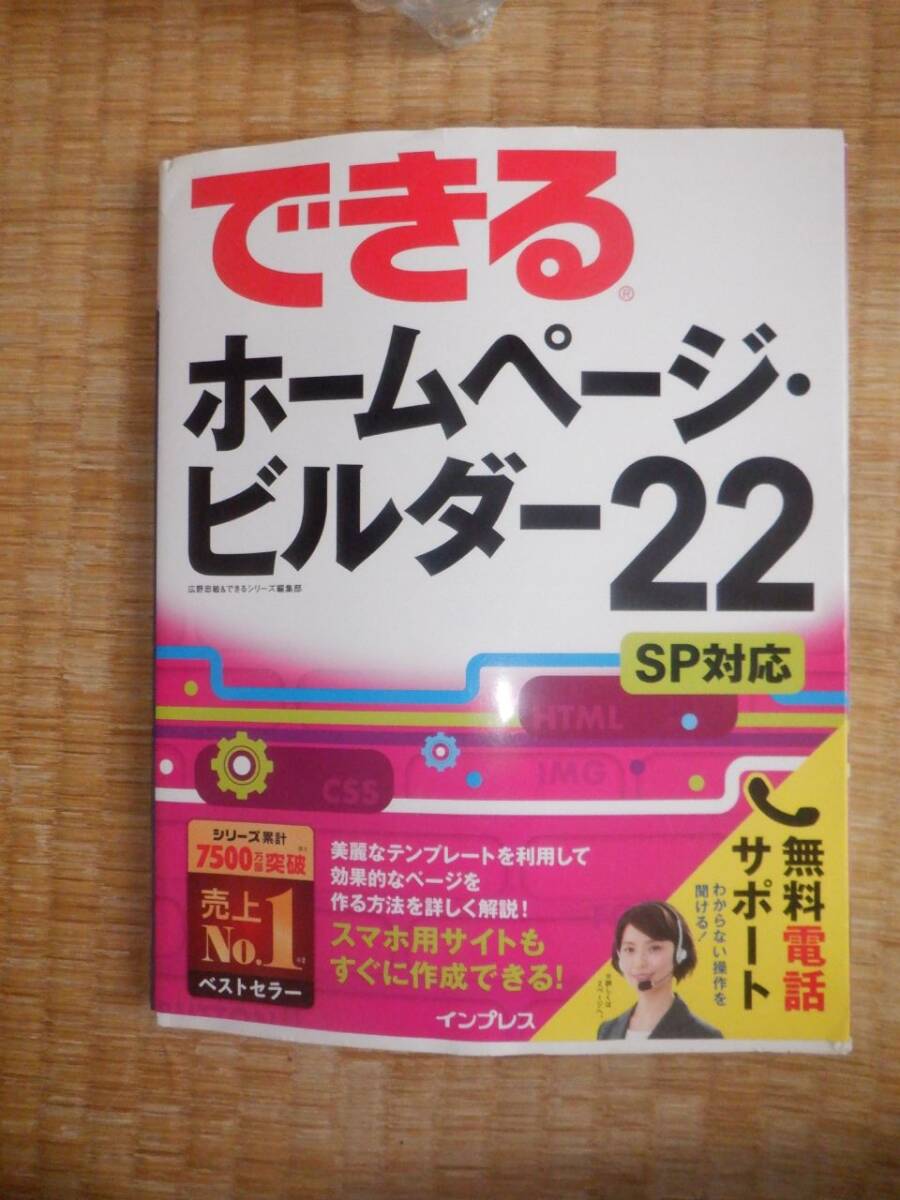 できる®
ホームページ・
ビルダー22
広野忠敏&できるシリーズ編集部
SP対応
HTML
IMG
CSS
シリーズ累計
7500万部突破
売上
No.1
ベストセラー
美麗なテンプレートを利用して
効果的なページを
作る方法を詳しく解説!
スマホ用サイトも
すぐに作成できる!
インプレス
無料電話
サポート
わからない操作を
聞ける!
※詳しくは